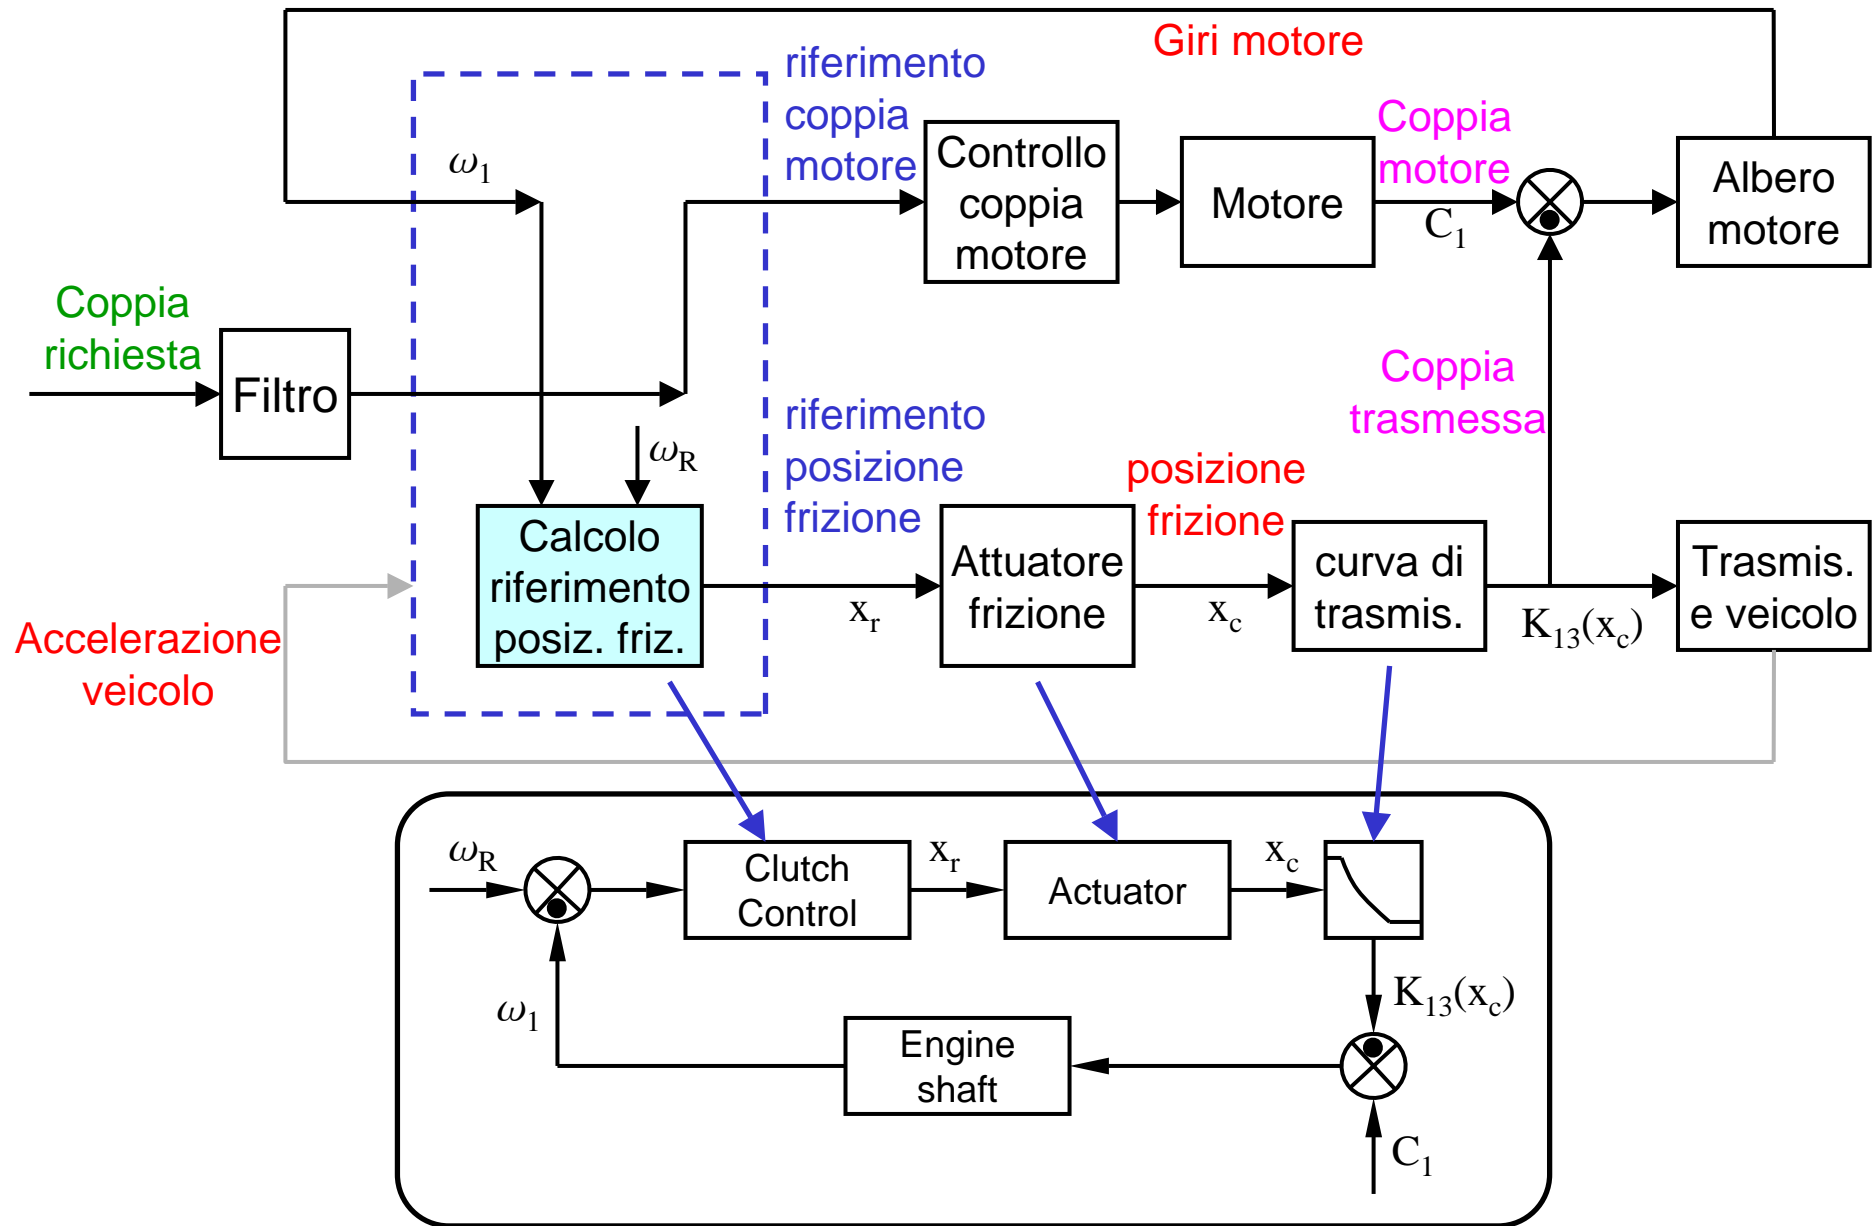 Giri motore
riferimento
coppia
motore
ω1
Controllo
coppia
motore
Motore
Coppia
motore
C1
Albero
motore
Coppia
richiesta
Filtro
ωR
riferimento
posizione
frizione
Coppia
trasmessa
posizione
frizione
Calcolo
riferimento
posiz. friz.
xr
Attuatore
frizione
xc
curva di
trasmis.
K13(xc)
Trasmis.
e veicolo
Accelerazione
veicolo
ωR
Clutch
Control
xr
Actuator
xc
K13(xc)
ω1
Engine
shaft
C1